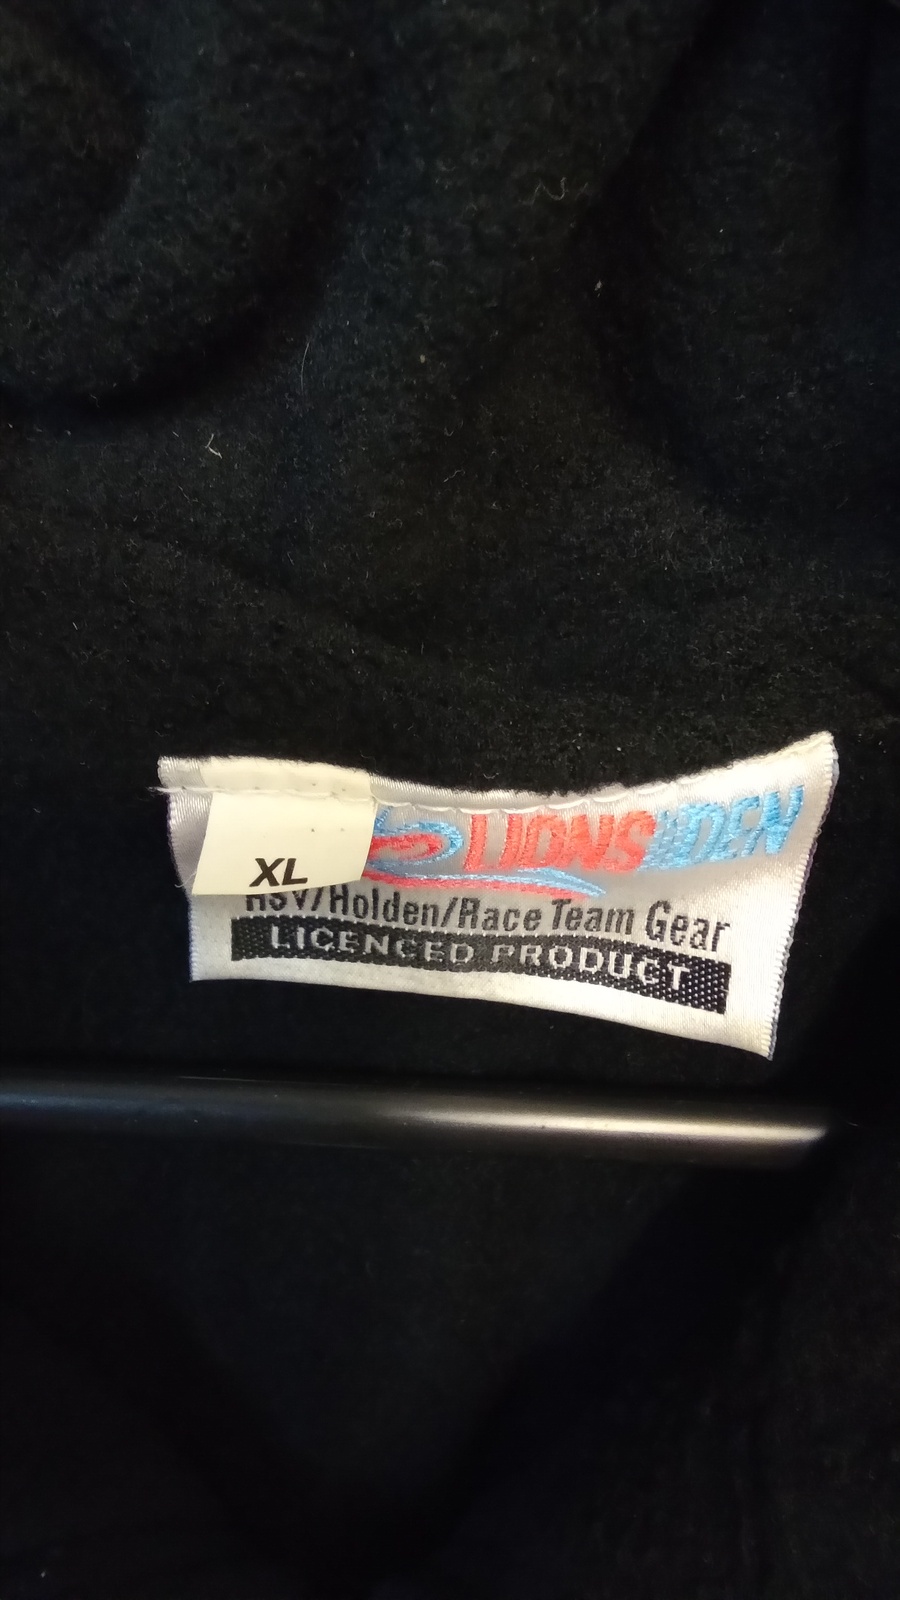 LIONSDEN
XL
HSV/Holden/Race Team Gear
LICENCED PRODUCT